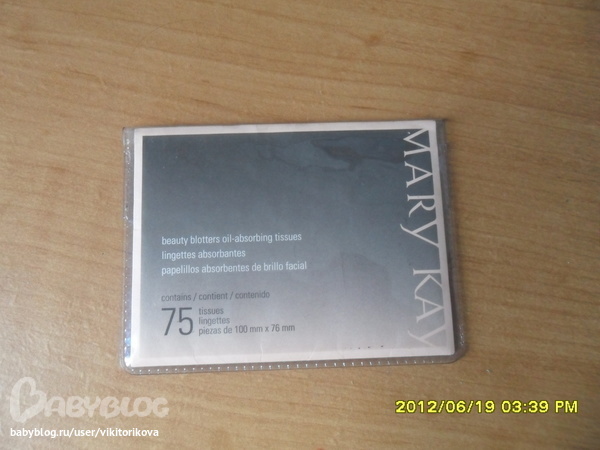 MARY KAY
beauty blotters oil-absorbing tissues
lingettes absorbantes
papelillos absorbentes de brillo facial
contains / contient / contenido
75 tissues
lingettes
piezas de 100 mm x 76 mm
BABYBLOG
babyblog.ru/user/vikitorikova
2012/06/19 03:39 PM